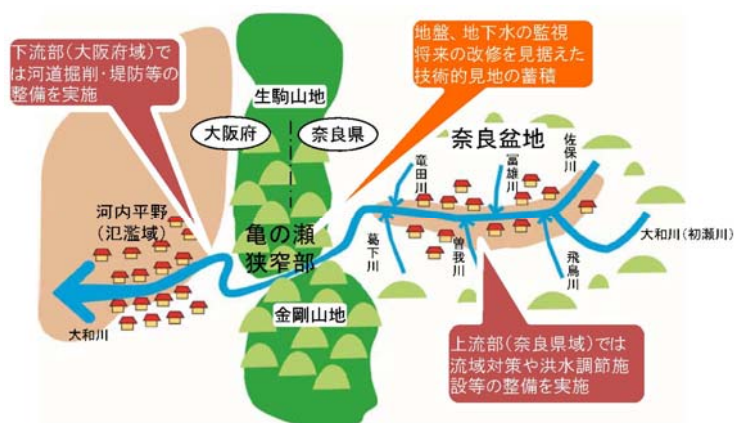 下流部(大阪府域)で
は河道掘削・堤防等の
整備を実施
地盤、地下水の監視
将来の改修を見据えた
技術的見地の蓄積
生駒山地
大阪府
奈良県
奈良盆地
佐保川
富雄川
竜田川
河内平野
(氾濫域)
亀の瀬
狭窄部
葛下川
曽我川
飛鳥川
大和川(初瀬川)
大和川
金剛山地
上流部(奈良県域)では
流域対策や洪水調節施
設等の整備を実施